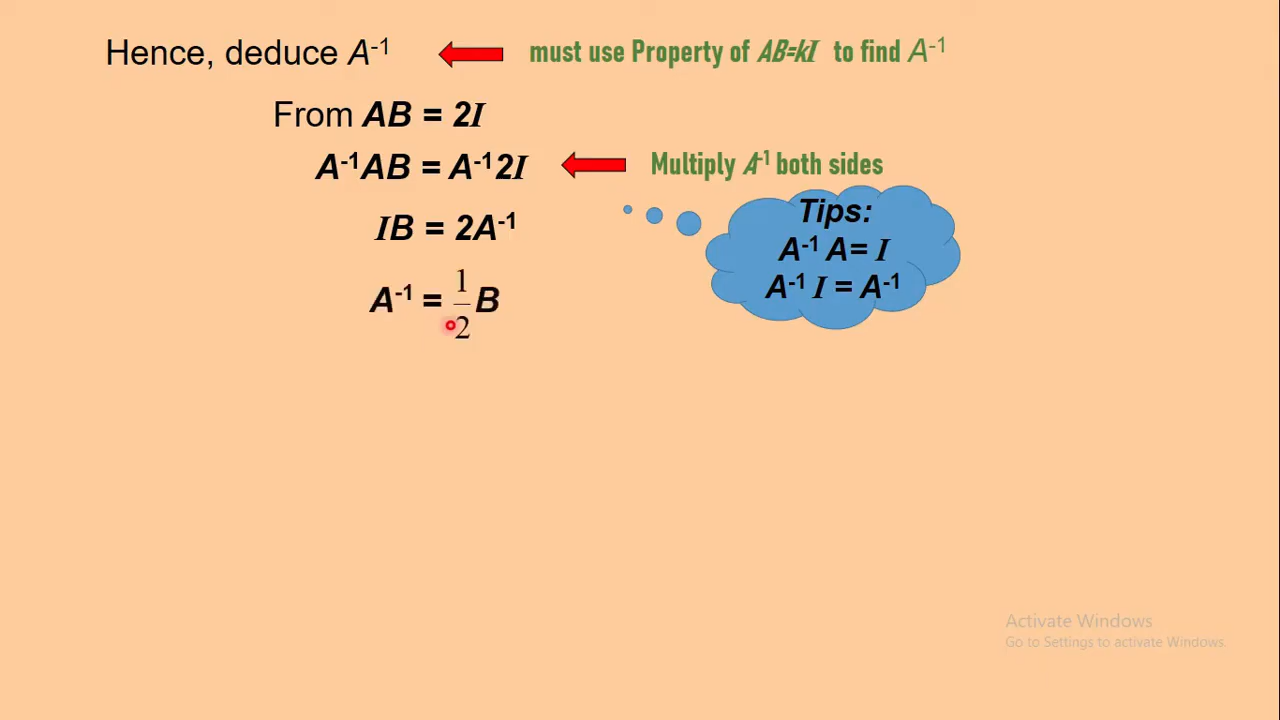 Hence, deduce A⁻¹ must use Property of AB=kI to find A⁻¹
From AB = 2I
A⁻¹AB = A⁻¹2I Multiply A⁻¹ both sides
IB = 2A⁻¹
A⁻¹ = 1/2 B
Tips:
A⁻¹ A= I
A⁻¹ I = A⁻¹
Activate Windows
Go to Settings to activate Windows.